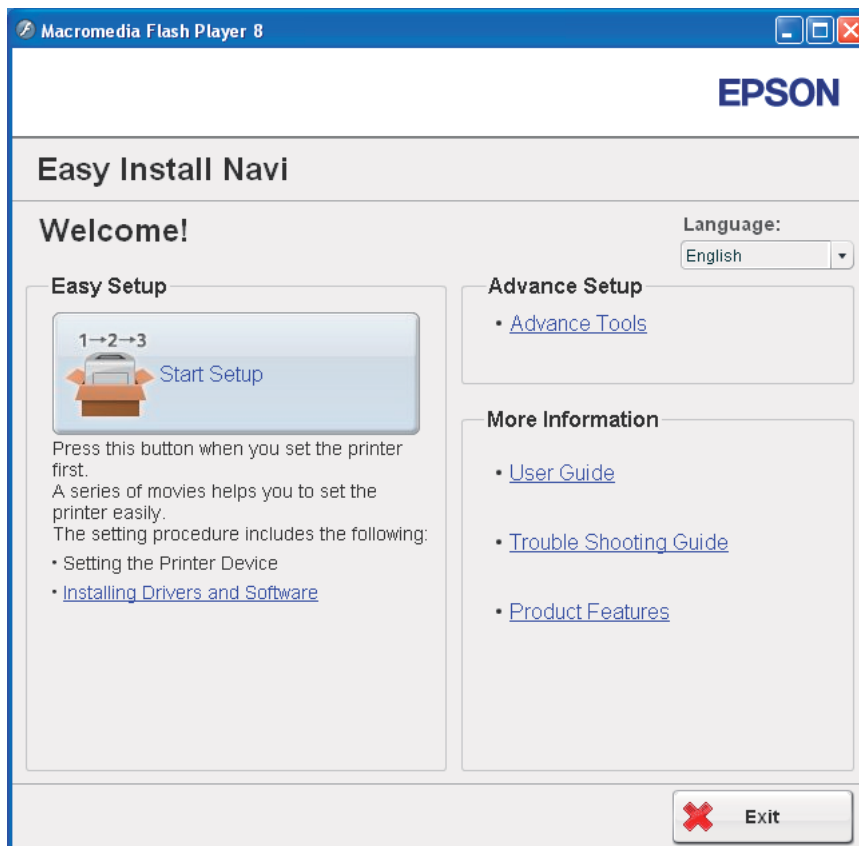 Macromedia Flash Player 8
EPSON
Easy Install Navi
Welcome!
Language:
English
Easy Setup
1→2→3
Start Setup
Press this button when you set the printer
first.
A series of movies helps you to set the
printer easily.
The setting procedure includes the following:
• Setting the Printer Device
• Installing Drivers and Software
Advance Setup
• Advance Tools
More Information
• User Guide
• Trouble Shooting Guide
• Product Features
Exit